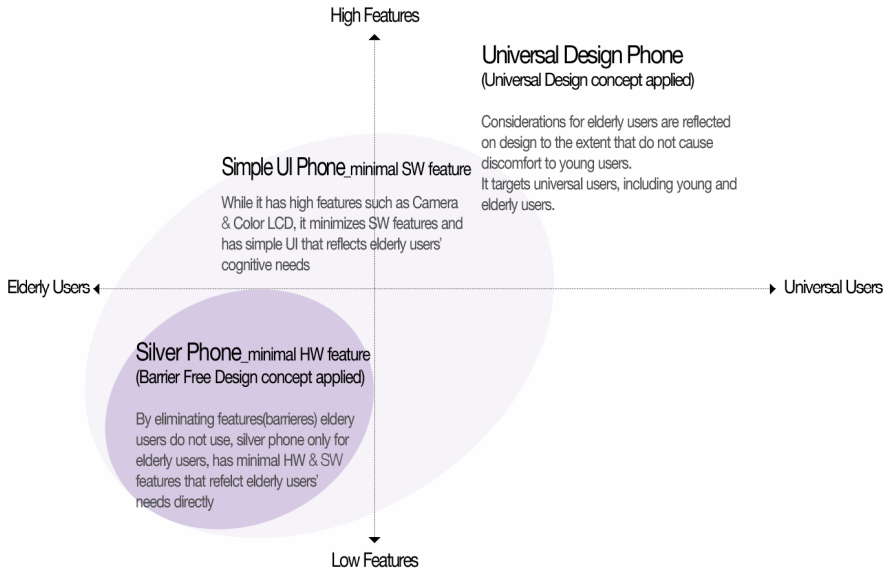 High Features
Universal Design Phone
(Universal Design concept applied)
Considerations for elderly users are reflected
on design to the extent that do not cause
discomfort to young users.
It targets universal users, including young and
elderly users.
Simple UI Phone_minimal SW feature
While it has high features such as Camera
& Color LCD, it minimizes SW features and
has simple UI that reflects elderly users'
cognitive needs
Elderly Users
Universal Users
Silver Phone_minimal HW feature
(Barrier Free Design concept applied)
By eliminating features(barrieres) eldery
users do not use, silver phone only for
elderly users, has minimal HW & SW
features that refelct elderly users'
needs directly
Low Features